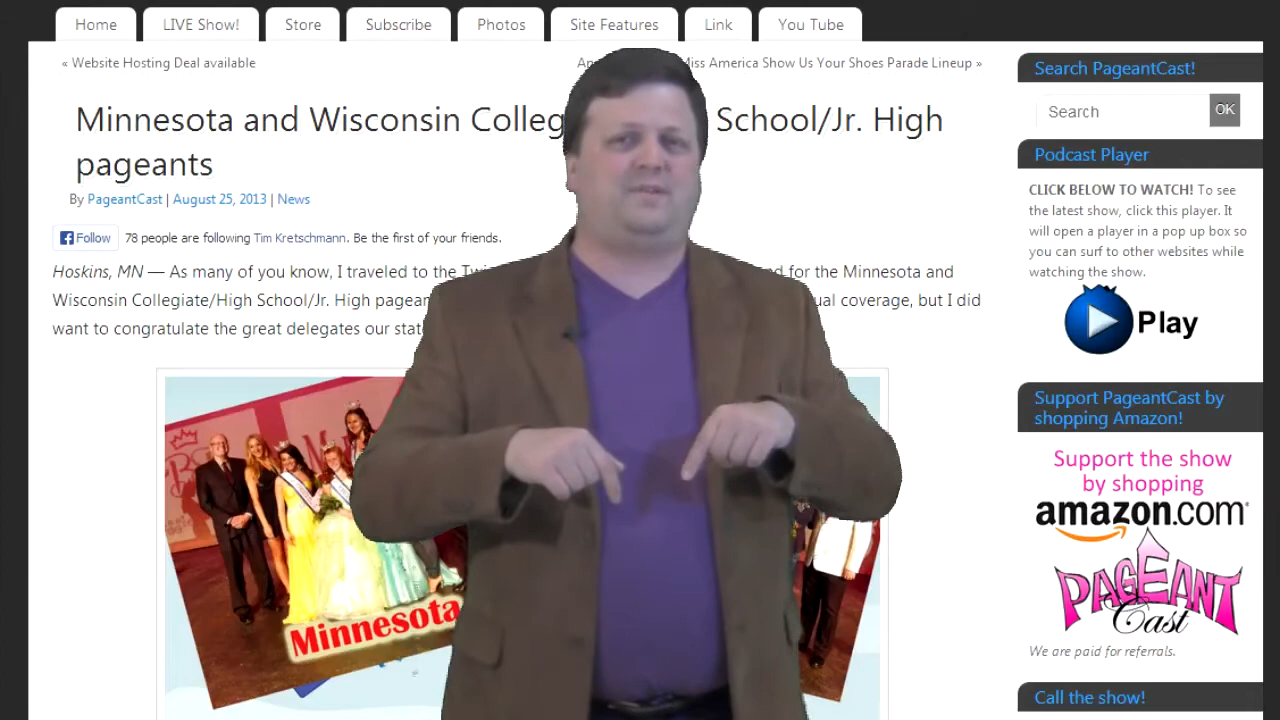 Home LIVE Show! Store Subscribe Photos Site Features Link You Tube
« Website Hosting Deal available
Miss America Show Us Your Shoes Parade Lineup »
Minnesota and Wisconsin School/Jr. High
pageants
By PageantCast | August 25, 2013 | News
Follow 78 people are following Tim Kretschmann. Be the first of your friends.
Hoskins, MN — As many of you know, I traveled to the for the Minnesota and
Wisconsin Collegiate/High School/Jr. High coverage, but I did
want to congratulate the great delegates our
Minnesota
Search PageantCast!
Search OK
Podcast Player
CLICK BELOW TO WATCH! To see
the latest show, click this player. It
will open a player in a pop up box so
you can surf to other websites while
watching the show.
Play
Support PageantCast by
shopping Amazon!
Support the show
by shopping
amazon.com
PAGEANT
Cast
We are paid for referrals.
Call the show!